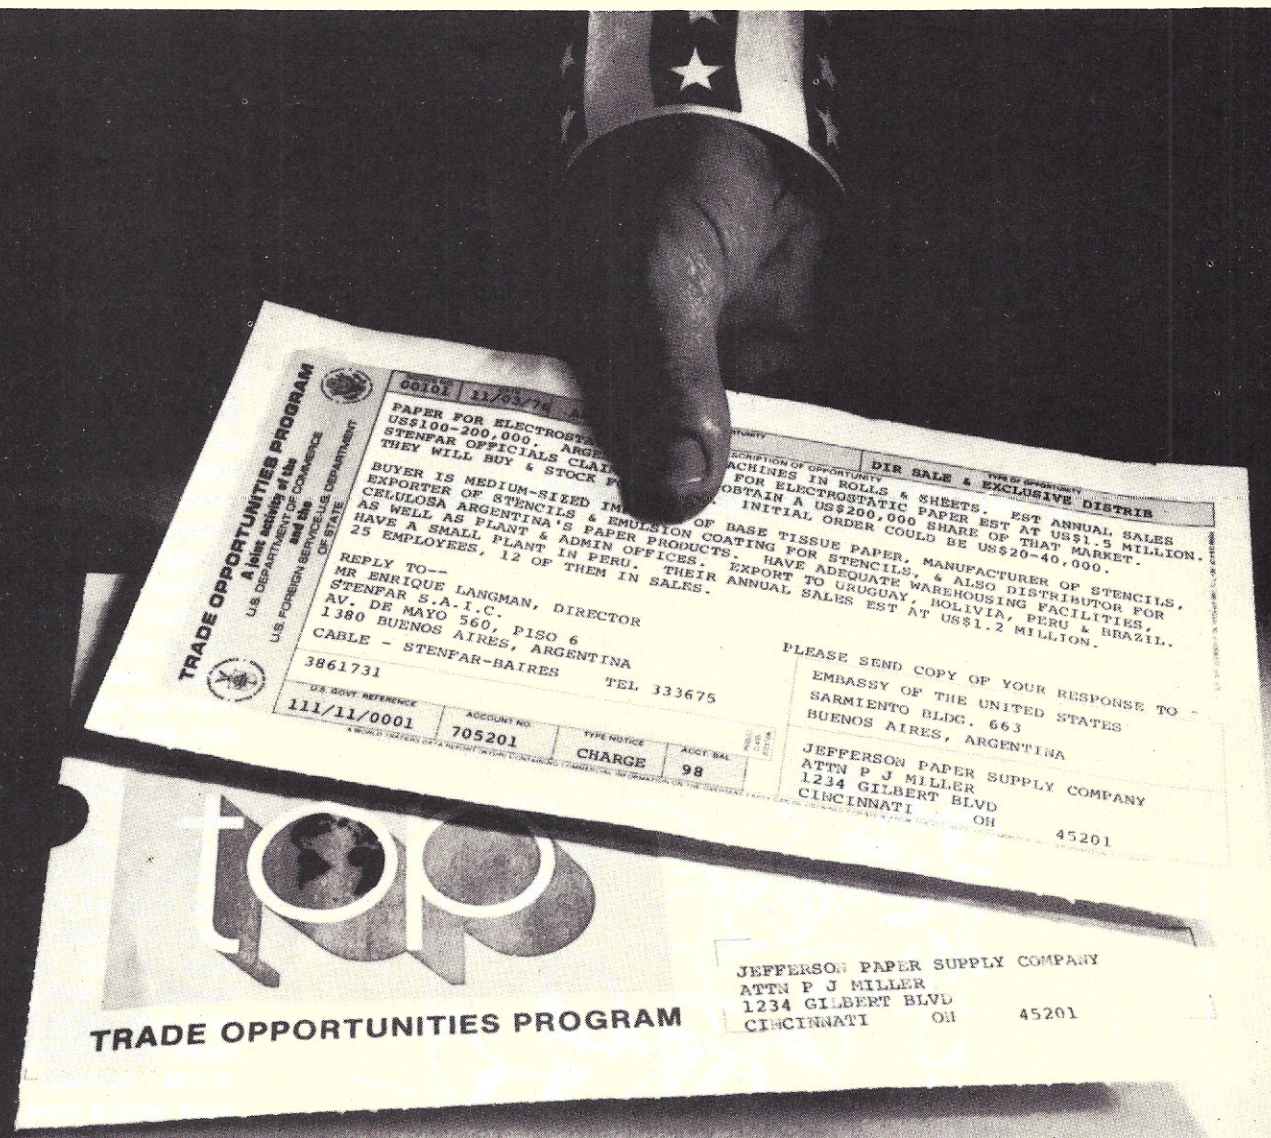 TRADE OPPORTUNITIES PROGRAM
A joint activity of the
U.S. DEPARTMENT OF COMMERCE
and the
U.S. FOREIGN SERVICE/U.S. DEPARTMENT
OF STATE
00101 11/03/76 DIR SALE & EXCLUSIVE DISTRIB
DESCRIPTION OF OPPORTUNITY TYPE OF OPPORTUNITY
PAPER FOR ELECTROSTA MACHINES IN ROLLS & SHEETS. EST ANNUAL SALES
US$100-200,000. ARGE FOR ELECTROSTATIC PAPER EST AT US$1.5 MILLION.
STENFAR OFFICIALS CLAI OBTAIN A US$200,000 SHARE OF THAT MARKET.
THEY WILL BUY & STOCK FO INITIAL ORDER COULD BE US$20-40,000.
BUYER IS MEDIUM-SIZED IM OF BASE TISSUE PAPER, MANUFACTURER OF STENCILS,
EXPORTER OF STENCILS & EMULSION COATING FOR STENCILS, & ALSO DISTRIBUTOR FOR
CELULOSA ARGENTINA'S PAPER PRODUCTS. HAVE ADEQUATE WAREHOUSING FACILITIES,
AS WELL AS PLANT & ADMIN OFFICES. EXPORT TO URUGUAY, BOLIVIA, PERU & BRAZIL.
HAVE A SMALL PLANT IN PERU. THEIR ANNUAL SALES EST AT US$1.2 MILLION.
25 EMPLOYEES, 12 OF THEM IN SALES.
REPLY TO--
MR ENRIQUE LANGMAN, DIRECTOR
STENFAR S.A.I.C.
AV. DE MAYO 560, PISO 6
1380 BUENOS AIRES, ARGENTINA
CABLE - STENFAR-BAIRES TEL 333675
3861731
U.S. GOVT. REFERENCE ACCOUNT NO. TYPE NOTICE ACCT. BAL
111/11/0001 705201 CHARGE 98
PLEASE SEND COPY OF YOUR RESPONSE TO -
EMBASSY OF THE UNITED STATES
SARMIENTO BLDG. 663
BUENOS AIRES, ARGENTINA
JEFFERSON PAPER SUPPLY COMPANY
ATTN P J MILLER
1234 GILBERT BLVD
CINCINNATI OH 45201
top
TRADE OPPORTUNITIES PROGRAM
JEFFERSON PAPER SUPPLY COMPANY
ATTN P J MILLER
1234 GILBERT BLVD
CINCINNATI OH 45201